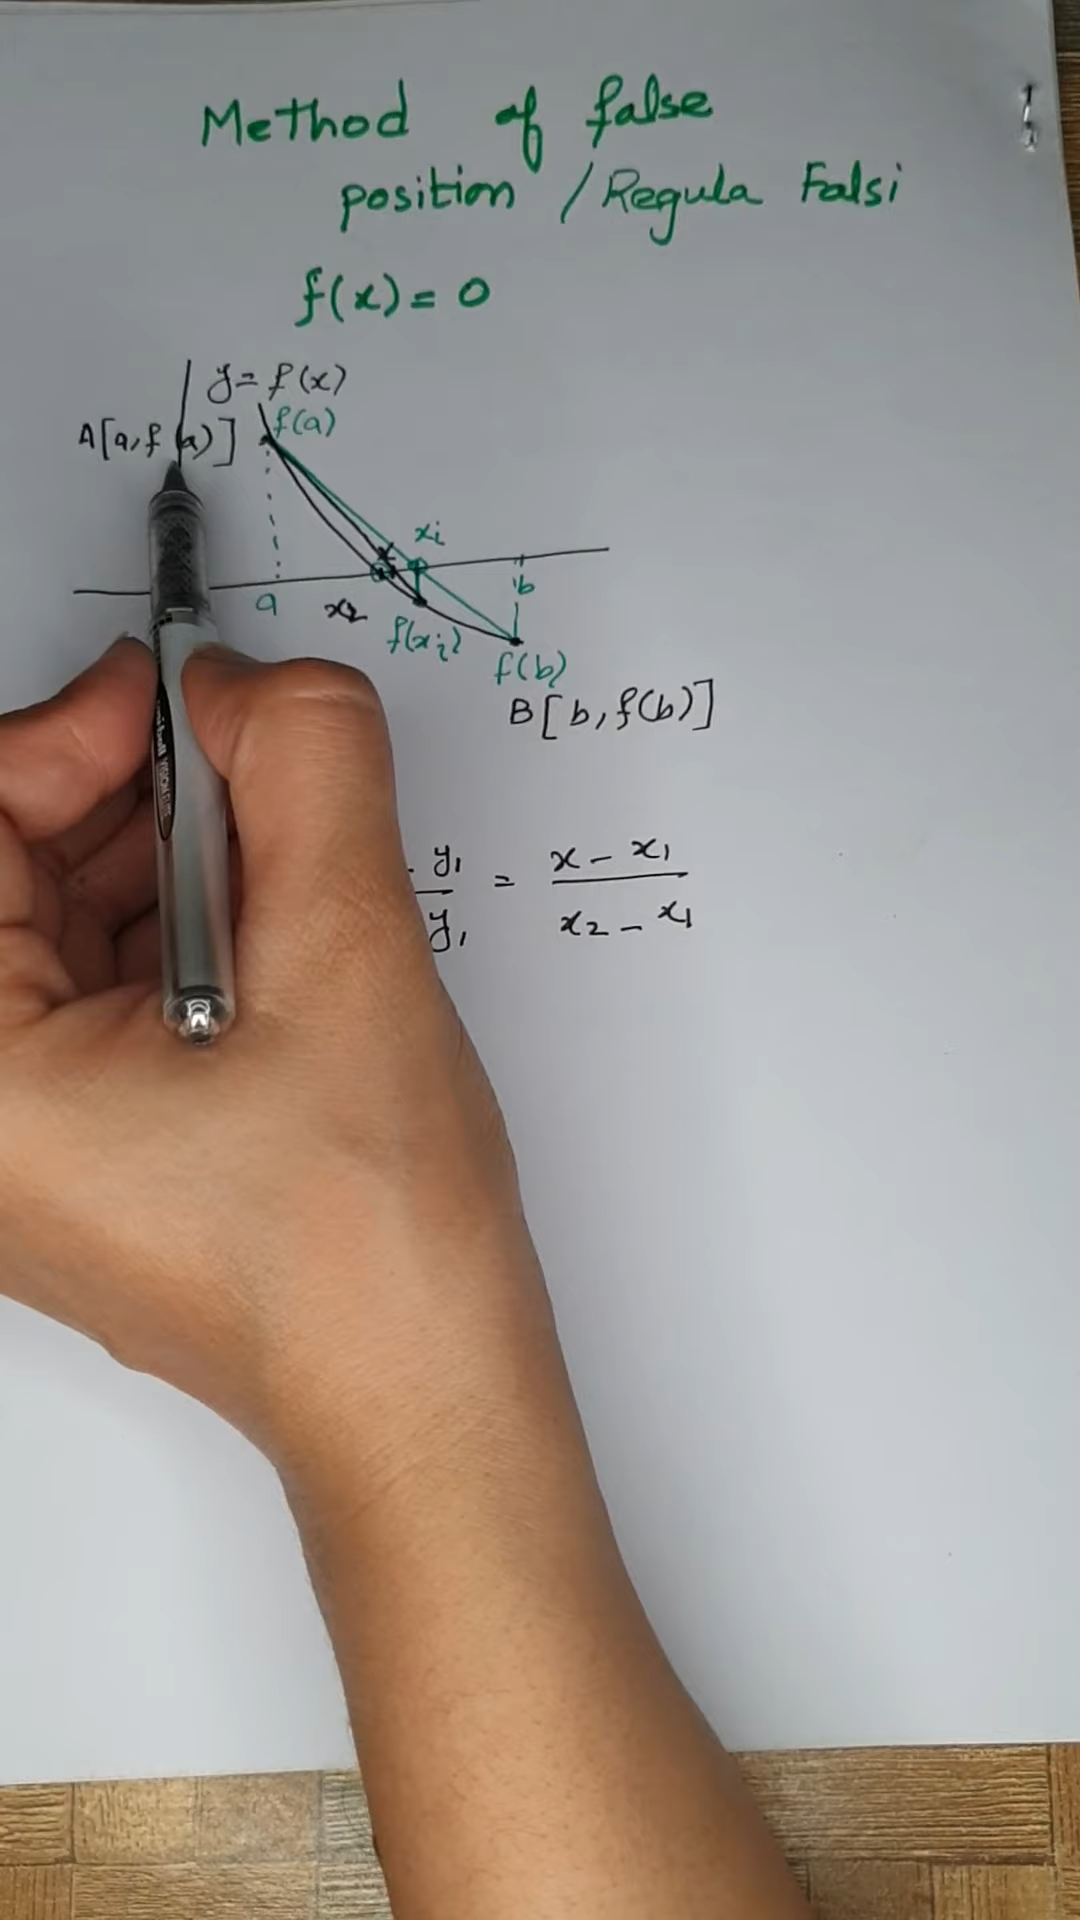 Method of false
position / Regula Falsi
f(x) = 0
y = f(x)
f(a)
A[a, f(a)]
x
xi
a
x2
b
f(xi)
f(b)
B[b, f(b)]
- y1 = x - x1
y1 x2 - x1